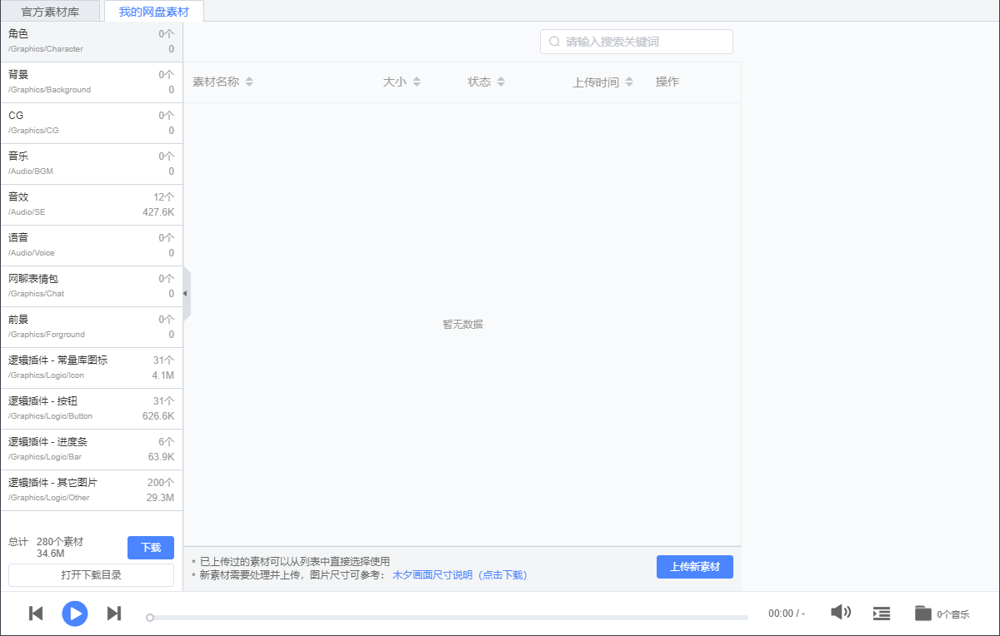 官方素材库 我的网盘素材
角色 0个
/Graphics/Character 0
背景 0个
/Graphics/Background 0
CG 0个
/Graphics/CG 0
音乐 0个
/Audio/BGM 0
音效 12个
/Audio/SE 427.6K
语音 0个
/Audio/Voice 0
网聊表情包 0个
/Graphics/Chat 0
前景 0个
/Graphics/Forground 0
逻辑插件 - 常量库图标 31个
/Graphics/Logic/Icon 4.1M
逻辑插件 - 按钮 31个
/Graphics/Logic/Button 626.6K
逻辑插件 - 进度条 6个
/Graphics/Logic/Bar 63.9K
逻辑插件 - 其它图片 200个
/Graphics/Logic/Other 29.3M
总计 280个素材
34.6M
下载
打开下载目录
请输入搜索关键词
素材名称 大小 状态 上传时间 操作
暂无数据
* 已上传过的素材可以从列表中直接选择使用
* 新素材需要处理并上传，图片尺寸可参考： 木夕画面尺寸说明（点击下载）
上传新素材
00:00 / -
0个音乐